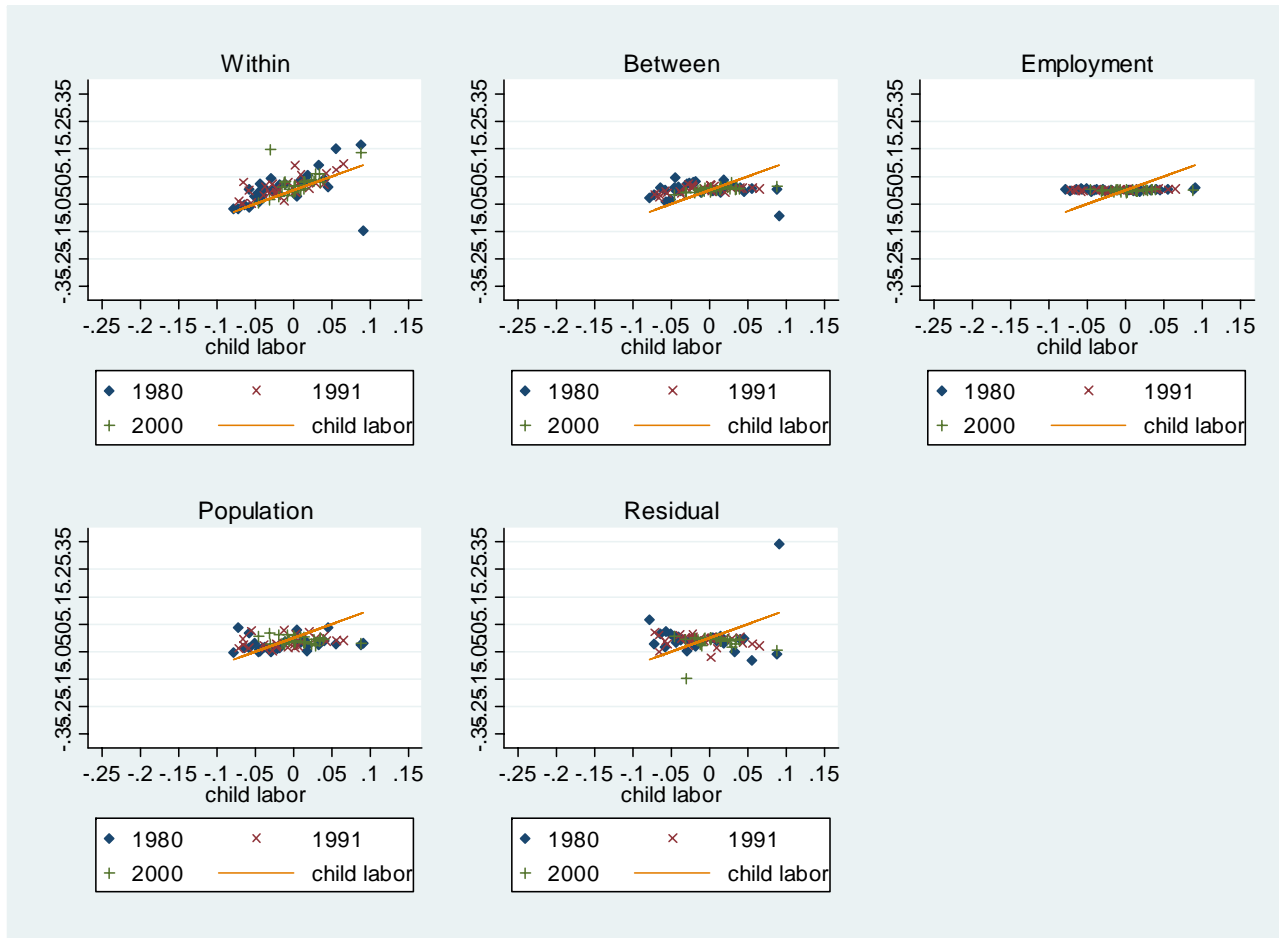 Within
-.35.25.15.0505.15.25.35
-.25 -.2 -.15 -.1 -.05 0 .05 .1 .15
child labor
1980 1991
2000 child labor
Between
-.35.25.15.0505.15.25.35
-.25 -.2 -.15 -.1 -.05 0 .05 .1 .15
child labor
1980 1991
2000 child labor
Employment
-.35.25.15.0505.15.25.35
-.25 -.2 -.15 -.1 -.05 0 .05 .1 .15
child labor
1980 1991
2000 child labor
Population
-.35.25.15.0505.15.25.35
-.25 -.2 -.15 -.1 -.05 0 .05 .1 .15
child labor
1980 1991
2000 child labor
Residual
-.35.25.15.0505.15.25.35
-.25 -.2 -.15 -.1 -.05 0 .05 .1 .15
child labor
1980 1991
2000 child labor